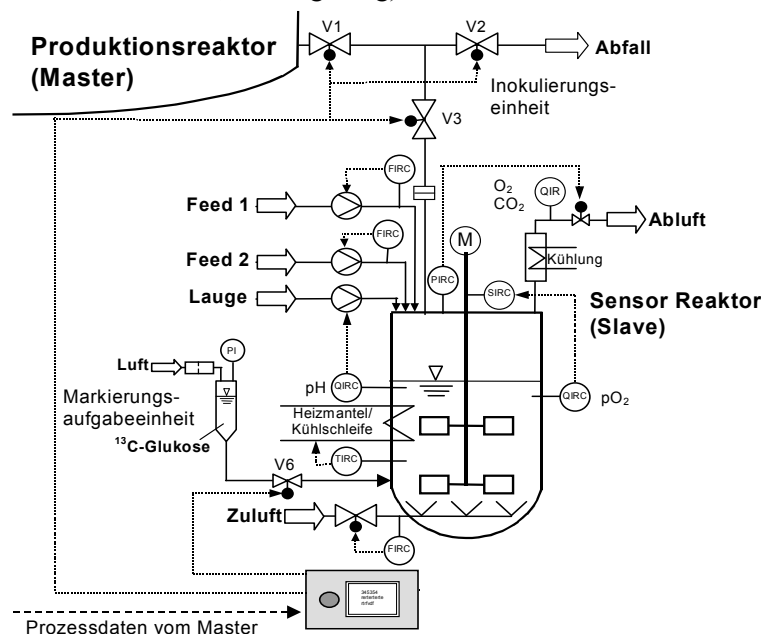 V1
V2
Produktionsreaktor
(Master)
Abfall
Inokulierungs-
einheit
V3
FIRC
Feed 1
O2
CO2
QIR
Abluft
FIRC
M
Feed 2
Kühlung
PIRC
SIRC
Lauge
Sensor Reaktor
(Slave)
PI
Luft
pH
QIRC
QIRC
pO2
Markierungs-
aufgabeeinheit
13C-Glukose
Heizmantel/
Kühlschleife
TIRC
V6
Zuluft
FIRC
345354
Prozessdaten vom Master